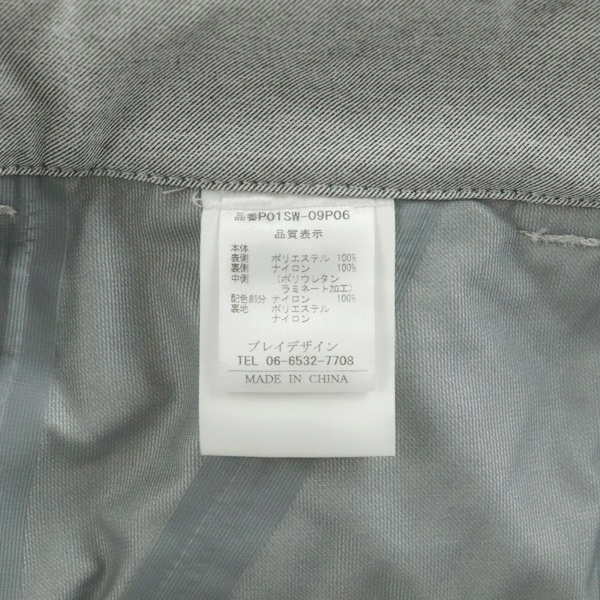 品番P01SW-09P06
品質表示
本体
表側 ポリエステル 100%
裏側 ナイロン 100%
中側 (ポリウレタン
ラミネート加工)
配色部分 ナイロン 100%
裏地 ポリエステル
ナイロン
ブレイデザイン
TEL 06-6532-7708
MADE IN CHINA